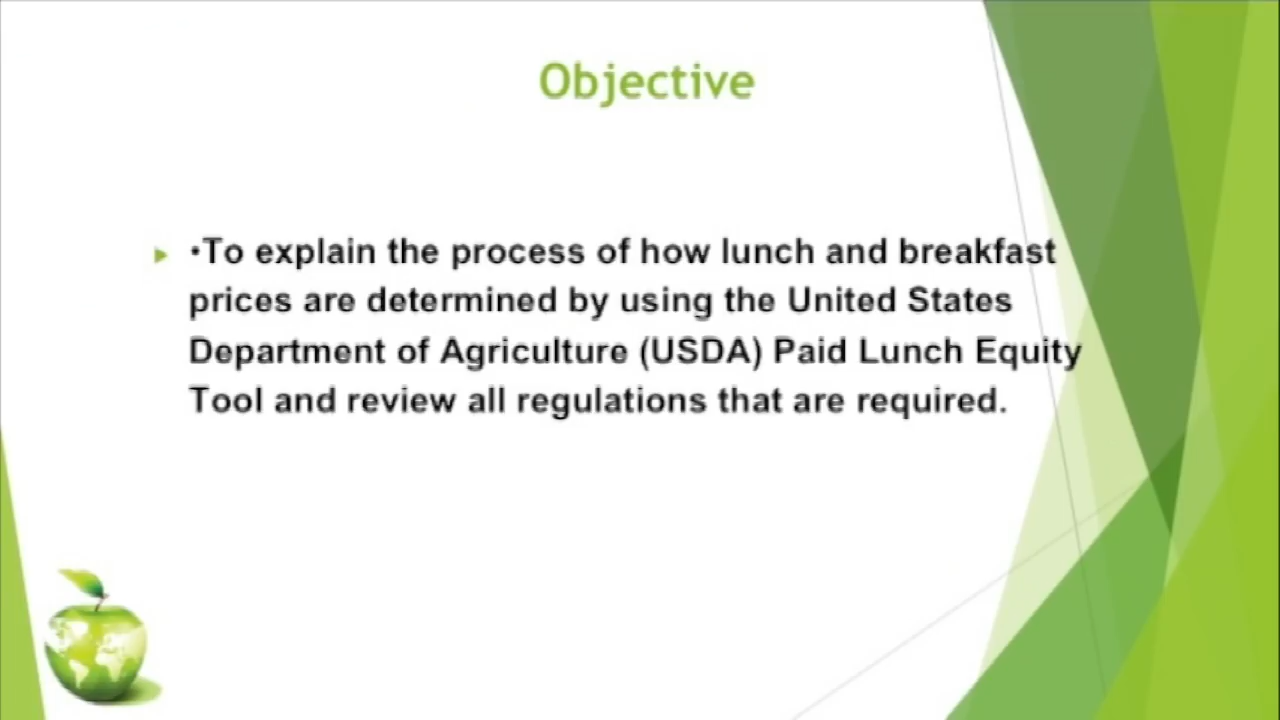 Objective
•To explain the process of how lunch and breakfast
prices are determined by using the United States
Department of Agriculture (USDA) Paid Lunch Equity
Tool and review all regulations that are required.